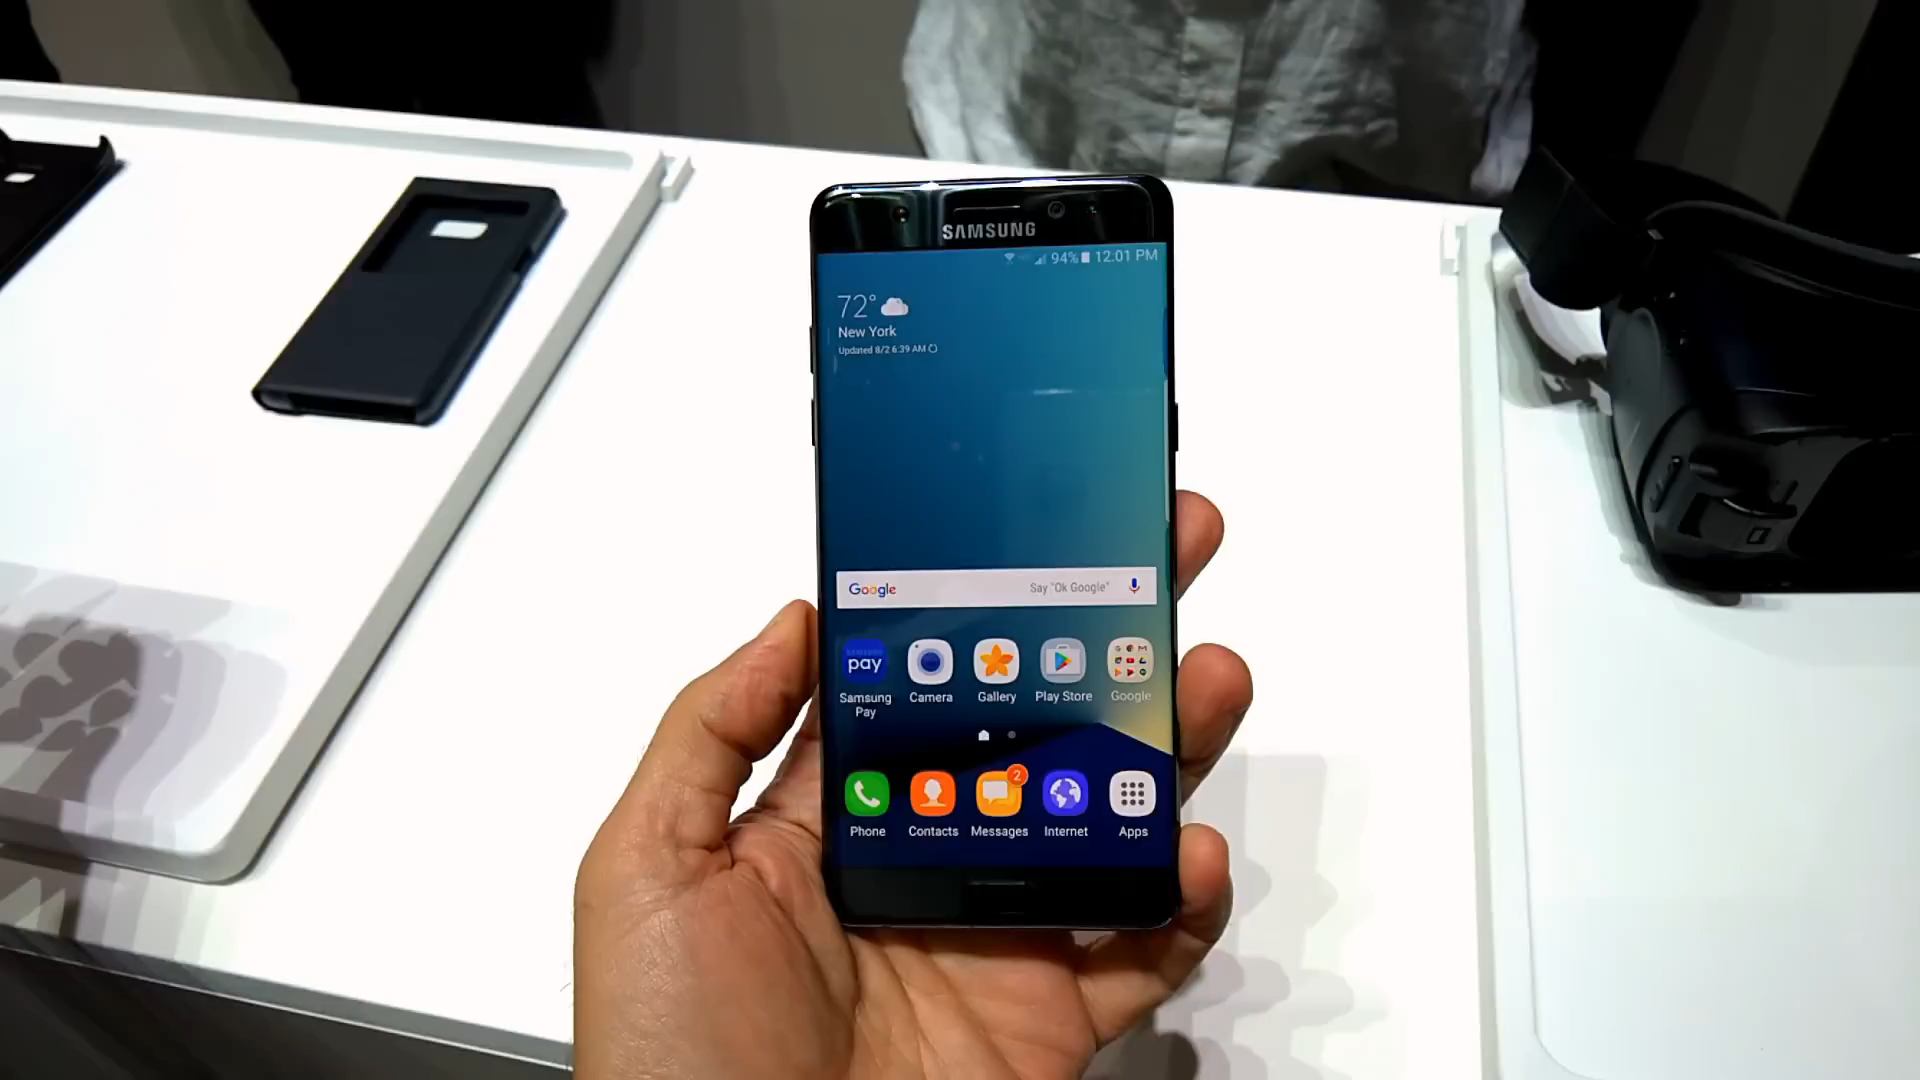 SAMSUNG
94% 12.01 PM
72°
New York
Updated 8/2 6:39 AM
Google Say "Ok Google"
SAMSUNG
pay
Samsung Pay
Camera
Gallery
Play Store
Google
2
Phone
Contacts
Messages
Internet
Apps